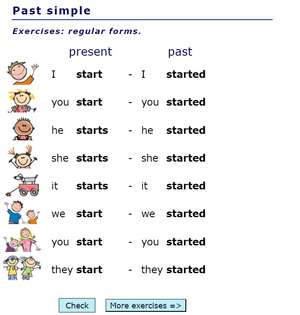 Past simple
Exercises: regular forms.
present past
I start - I started
you start - you started
he starts - he started
she starts - she started
it starts - it started
we start - we started
you start - you started
they start - they started
Check More exercises =>